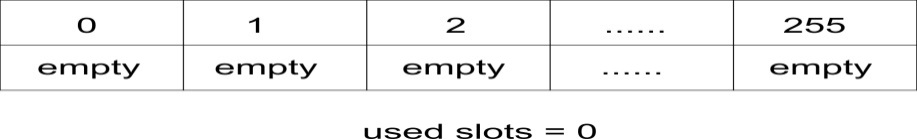 0 1 2 ...... 255
empty empty empty ...... empty
used slots = 0